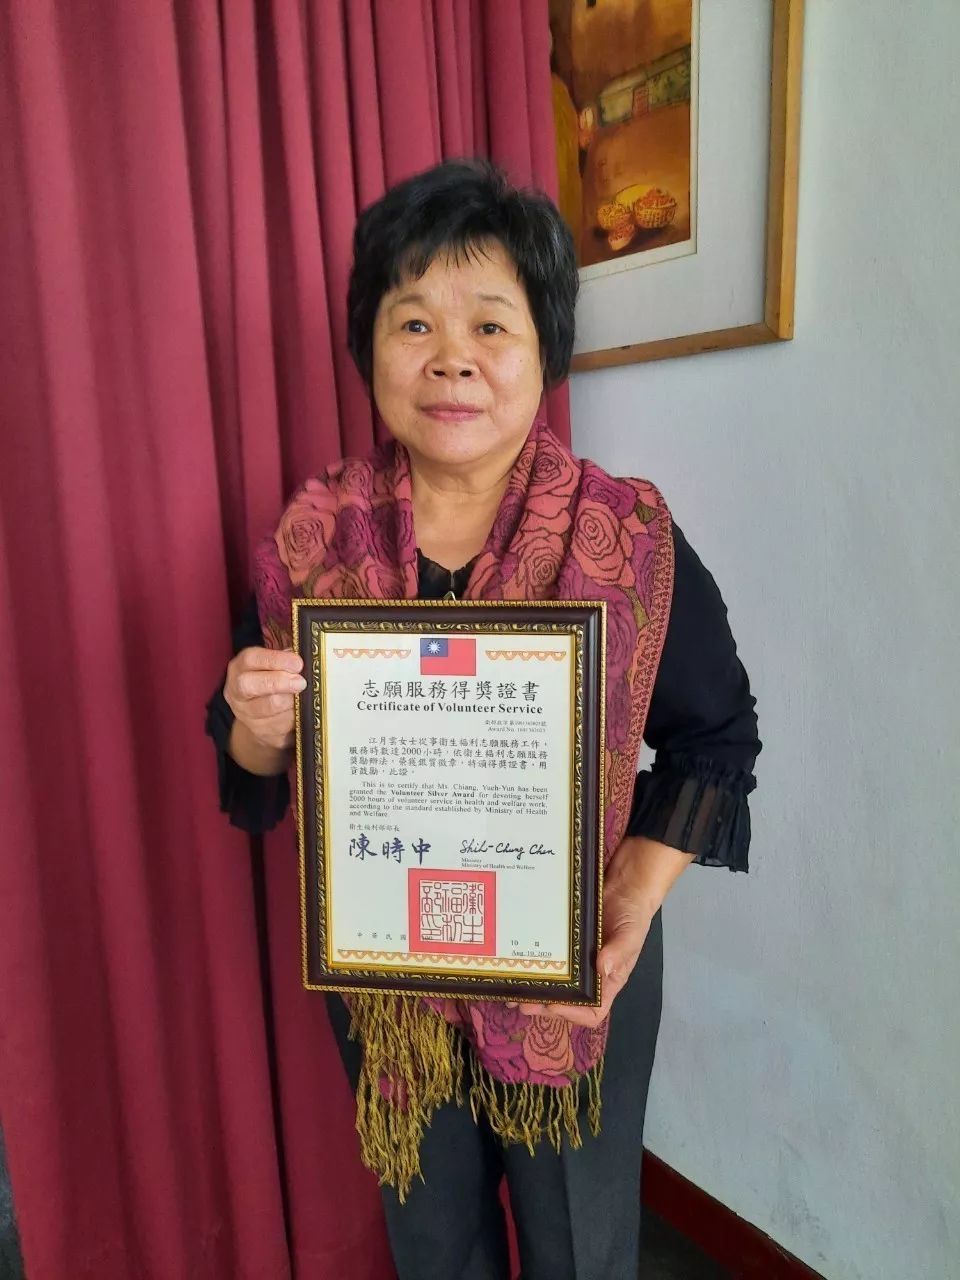 志願服務得獎證書
Certificate of Volunteer Service
Award No.
江月雲女士從事衛生福利志願服務工作，
服務時數達2000小時，依衛生福利志願服務
獎勵辦法，榮獲銀質徽章，特頒得獎證書，用
資鼓勵，此證。
This is to certify that Ms. Chiang, Yueh-Yun has been
granted the Volunteer Silver Award for devoting herself
2000 hours of volunteer service in health and welfare work,
according to the standard established by Ministry of Health
and Welfare.
衛生福利部部長
陳時中 Shih-Chung Chen
Minister
Ministry of Health and Welfare
衛生福利部印
中華民國 10 日
Aug. 10, 2020